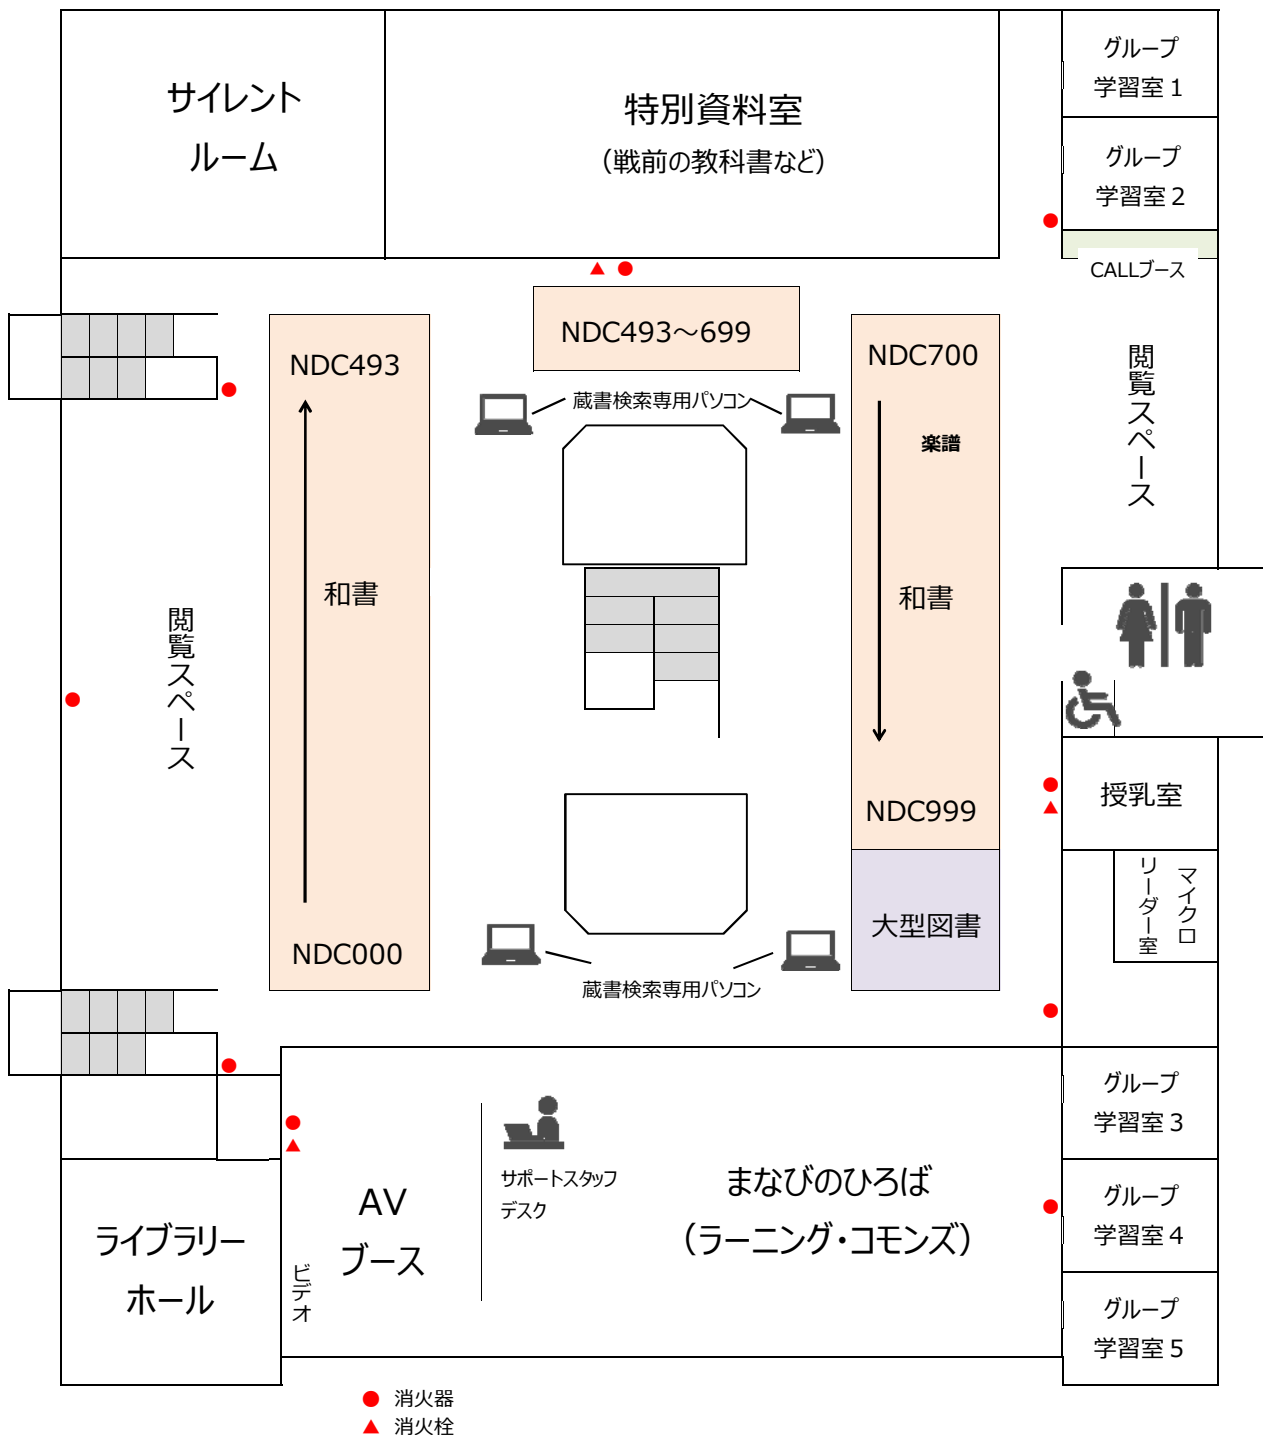 サイレント
ルーム
特別資料室
（戦前の教科書など）
グループ
学習室１
グループ
学習室２
CALLブース
NDC493～699
NDC493
NDC700
蔵書検索専用パソコン
楽譜
閲覧スペース
和書
和書
閲覧スペース
授乳室
NDC999
マイクロ
リーダー室
大型図書
NDC000
蔵書検索専用パソコン
グループ
学習室３
サポートスタッフ
デスク
まなびのひろば
（ラーニング・コモンズ）
AV
ブース
グループ
学習室４
ライブラリー
ホール
ビデオ
グループ
学習室５
消火器
消火栓